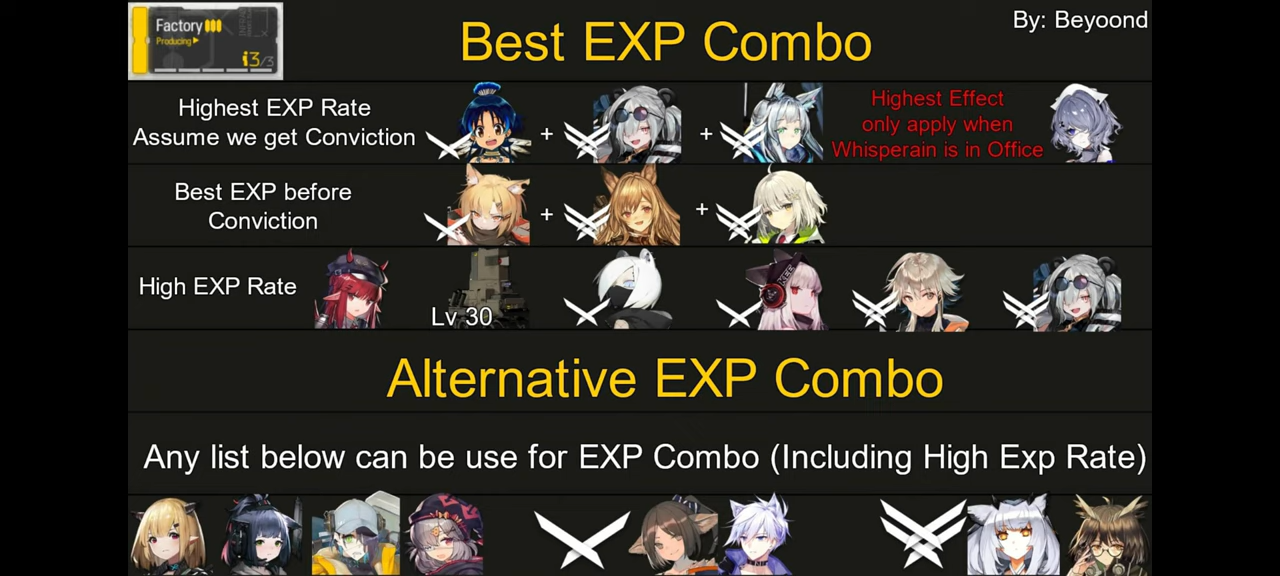 Factory
Producing
3/3
Best EXP Combo
By: Beyoond
Highest EXP Rate
Assume we get Conviction
+
+
Highest Effect
only apply when
Whisperain is in Office
Best EXP before
Conviction
+
+
High EXP Rate
Lv 30
Alternative EXP Combo
Any list below can be use for EXP Combo (Including High Exp Rate)